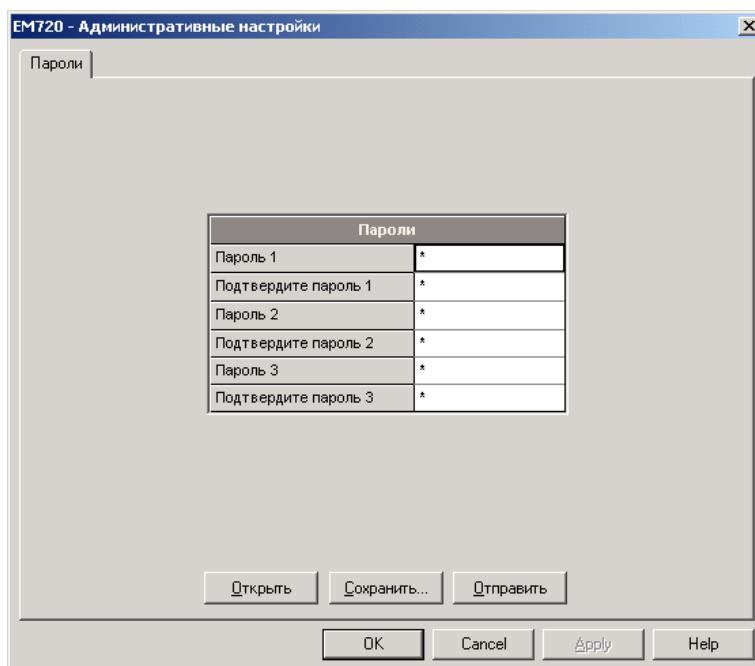 EM720 - Административные настройки
Пароли
Пароли
Пароль 1 *
Подтвердите пароль 1 *
Пароль 2 *
Подтвердите пароль 2 *
Пароль 3 *
Подтвердите пароль 3 *
Открыть Сохранить... Отправить
OK Cancel Apply Help